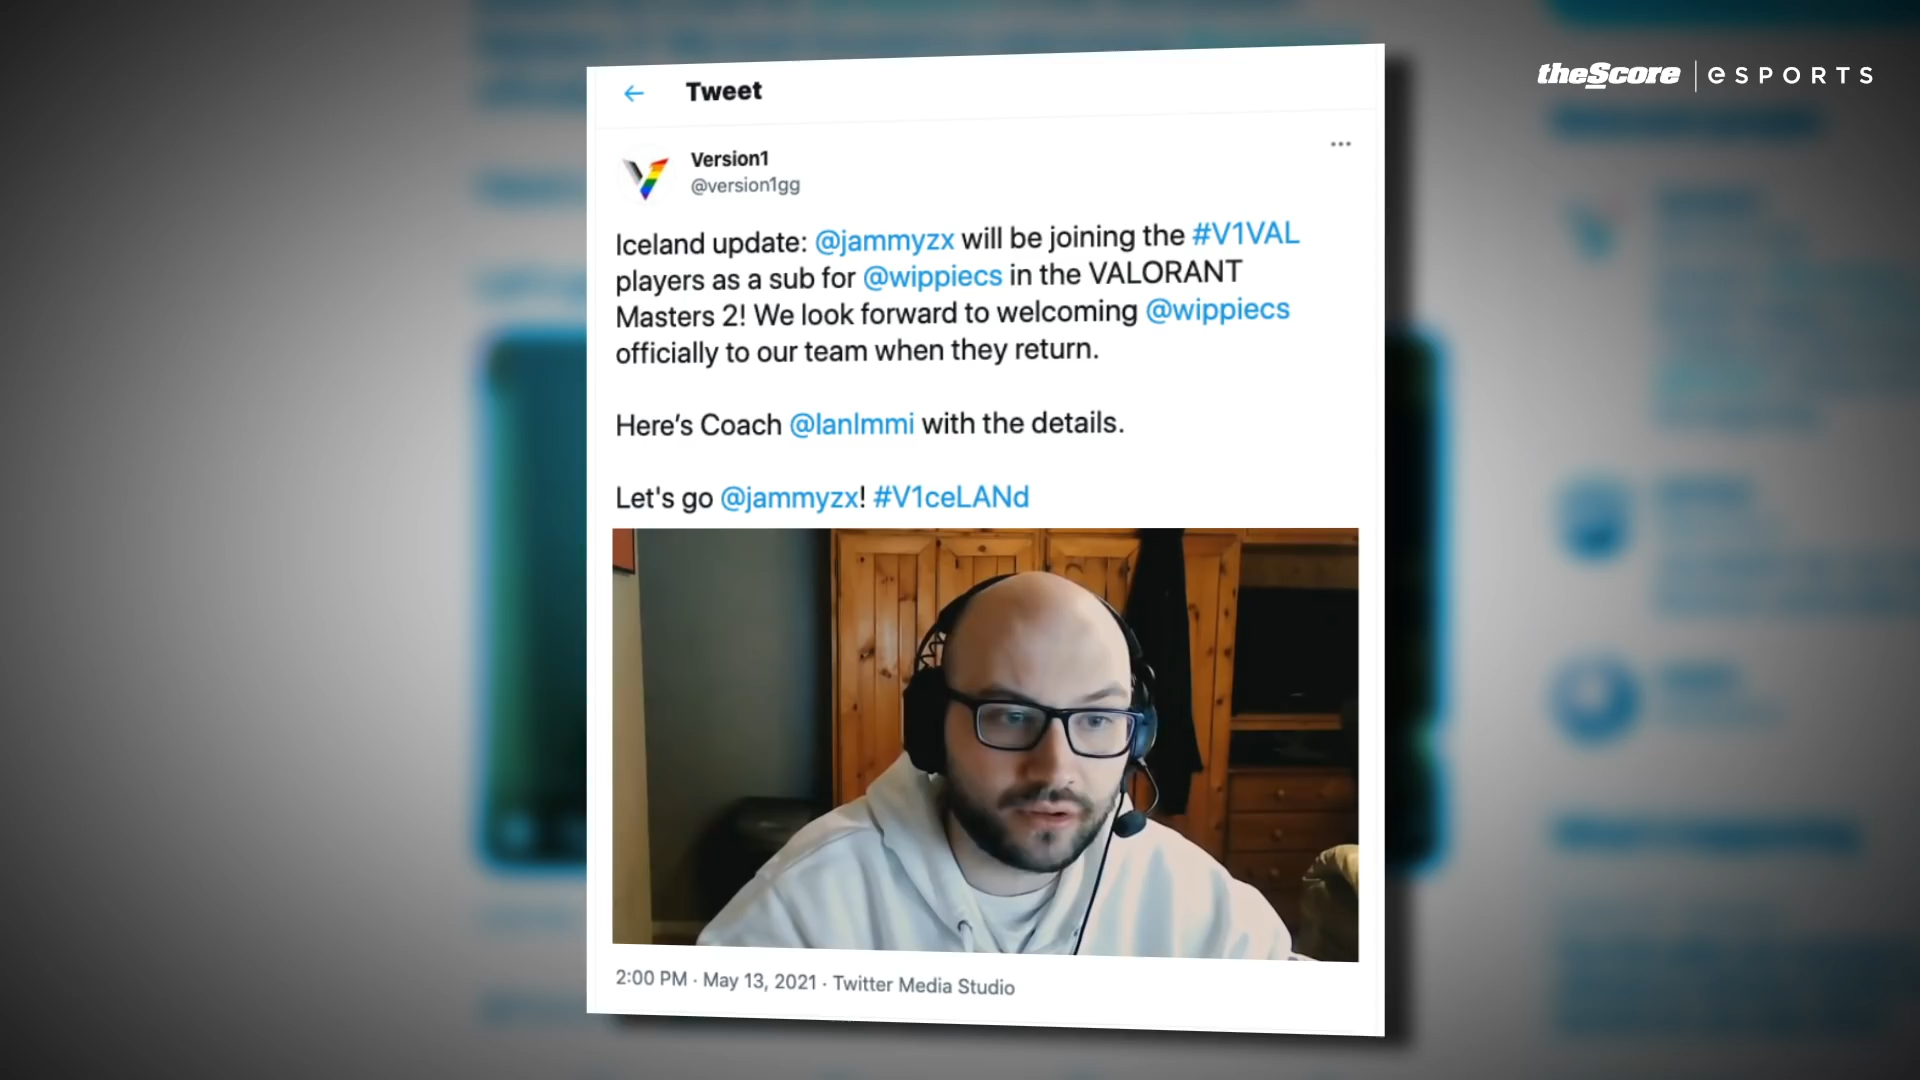 theScore | eSPORTS
Tweet
Version1
@version1gg
Iceland update: @jammyzx will be joining the #V1VAL
players as a sub for @wippiecs in the VALORANT
Masters 2! We look forward to welcoming @wippiecs
officially to our team when they return.
Here’s Coach @IanImmi with the details.
Let's go @jammyzx! #V1ceLANd
2:00 PM · May 13, 2021 · Twitter Media Studio